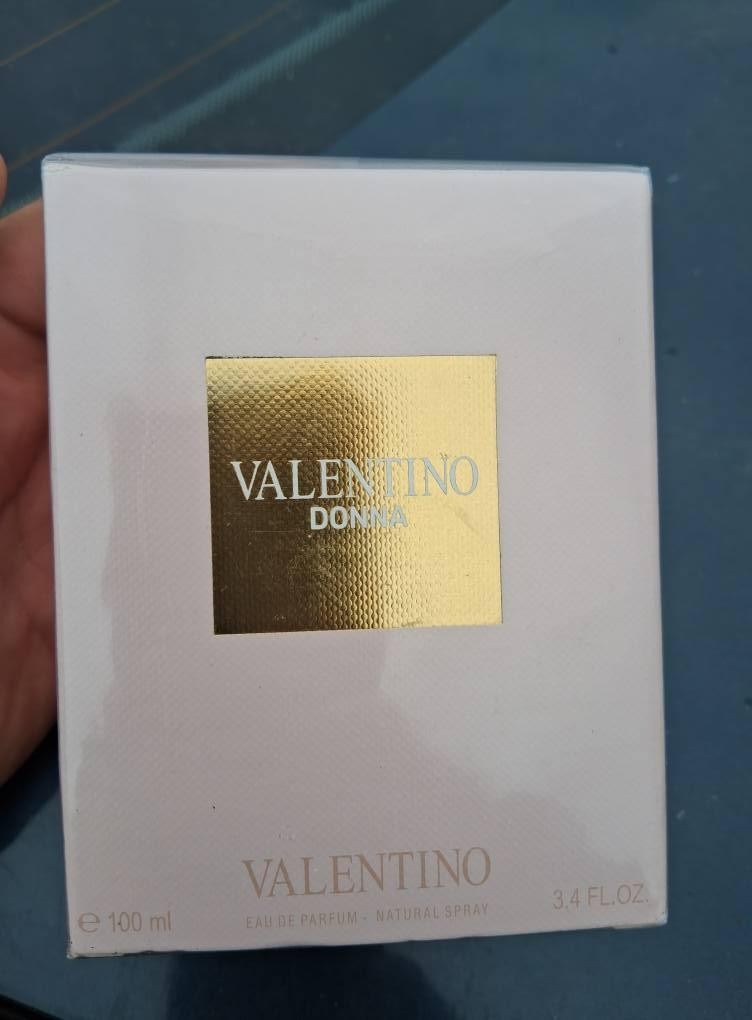 VALENTINO
DONNA
VALENTINO
EAU DE PARFUM - NATURAL SPRAY
℮ 100 ml
3.4 FL.OZ.